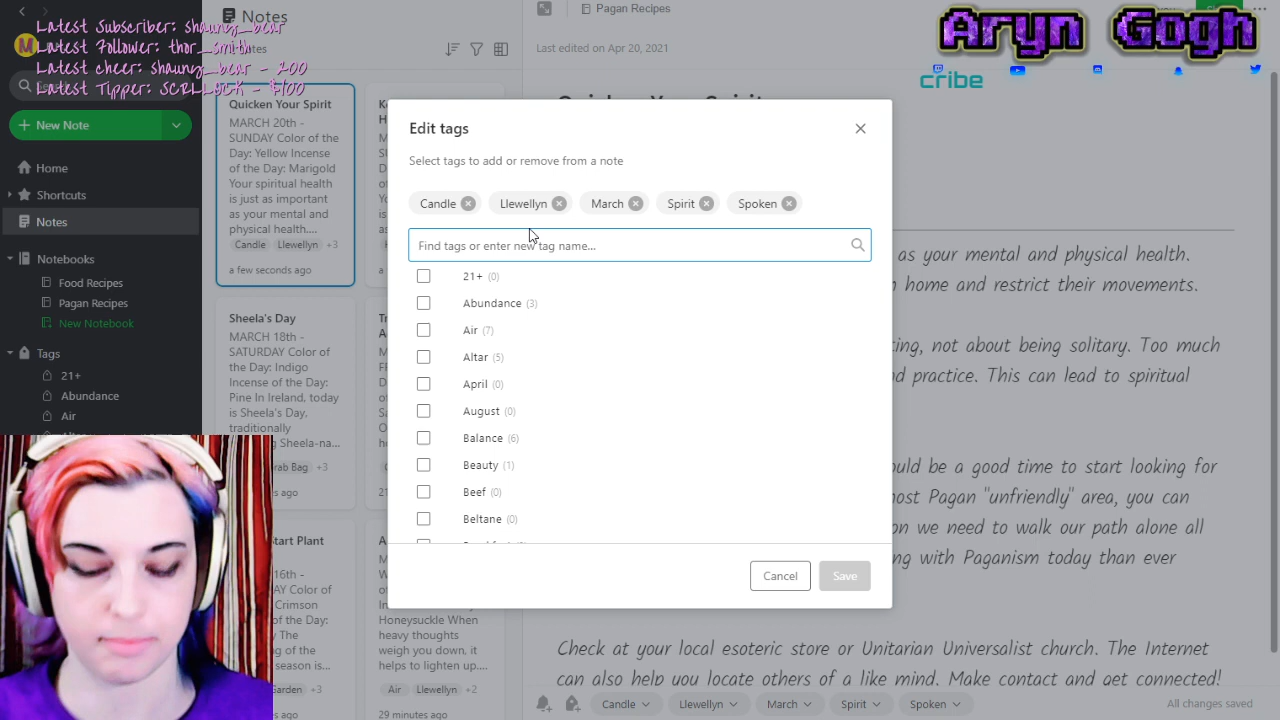 Latest Subscriber: shauny_bear
Latest Follower: thor_smith
Latest cheer: shauny_bear - 200
Latest Tipper: SCRLLOCK - $100
Notes
Notes
New Note
Home
Shortcuts
Notes
Notebooks
Food Recipes
Pagan Recipes
New Notebook
Tags
21+
Abundance
Air
Quicken Your Spirit
MARCH 20th -
SUNDAY Color of
the Day: Yellow Incense
of the Day: Marigold
Your spiritual health
is just as important
as your mental and
physical health....
Candle Llewellyn +3
a few seconds ago
Sheela's Day
MARCH 18th -
SATURDAY Color of
the Day: Indigo
Incense of the Day:
Pine In Ireland, today
is Sheela's Day,
traditionally
Sheela-na...
+3
Honeysuckle When
heavy thoughts
weigh you down, it
helps to lighten up....
Air Llewellyn +2
29 minutes ago
Pagan Recipes
Last edited on Apr 20, 2021
Aryn Gogh
cribe
Quicken Your Spirit
as your mental and physical health.
home and restrict their movements.
not about being solitary. Too much
practice. This can lead to spiritual
be a good time to start looking for
Pagan "unfriendly" area, you can
we need to walk our path alone all
with Paganism today than ever
Check at your local esoteric store or Unitarian Universalist church. The Internet
can also help you locate others of a like mind. Make contact and get connected!
Candle Llewellyn March Spirit Spoken
All changes saved
Edit tags
Select tags to add or remove from a note
Candle Llewellyn March Spirit Spoken
Find tags or enter new tag name...
21+ (0)
Abundance (3)
Air (7)
Altar (5)
April (0)
August (0)
Balance (6)
Beauty (1)
Beef (0)
Beltane (0)
Cancel Save